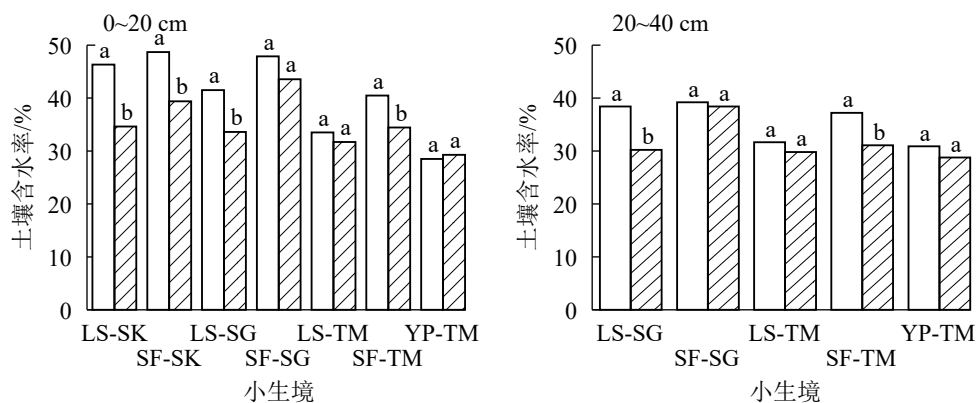 0~20 cm
50
40
30
20
10
0
土壤含水率/%
a
b
a
b
a
b
a
a
a
a
a
b
a
a
LS-SK
SF-SK
LS-SG
SF-SG
LS-TM
SF-TM
YP-TM
小生境
20~40 cm
50
40
30
20
10
0
土壤含水率/%
a
b
a
a
a
a
a
b
a
a
LS-SG
SF-SG
LS-TM
SF-TM
YP-TM
小生境